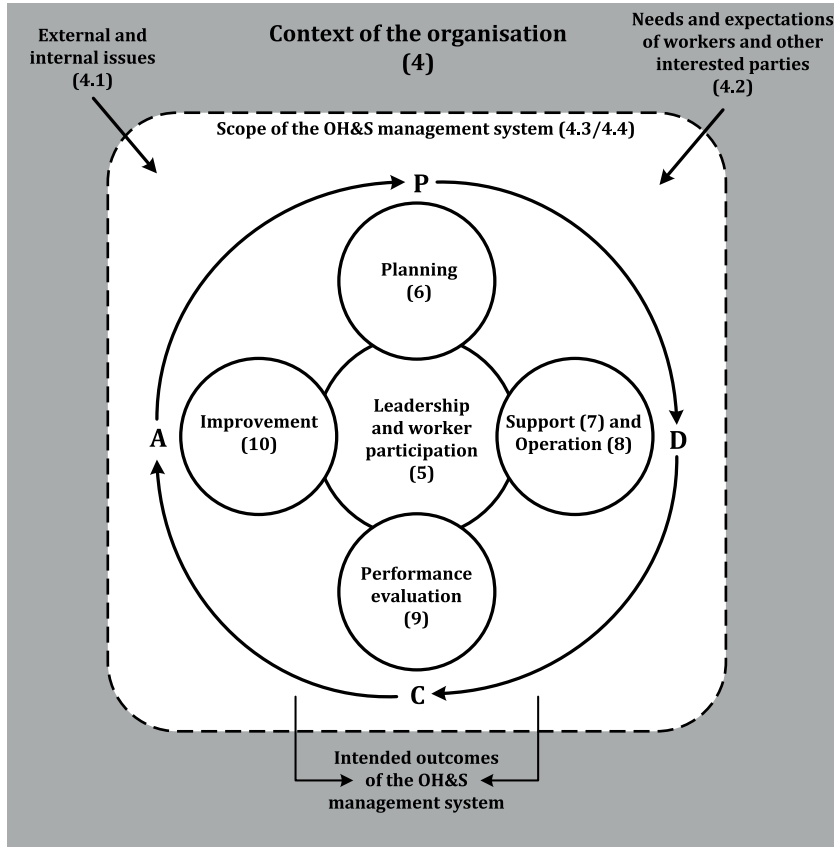 External and
internal issues
(4.1)
Context of the organisation
(4)
Needs and expectations
of workers and other
interested parties
(4.2)
Scope of the OH&S management system (4.3/4.4)
P
Planning
(6)
A
Improvement
(10)
Leadership
and worker
participation
(5)
Support (7) and
Operation (8)
D
Performance
evaluation
(9)
C
Intended outcomes
of the OH&S
management system